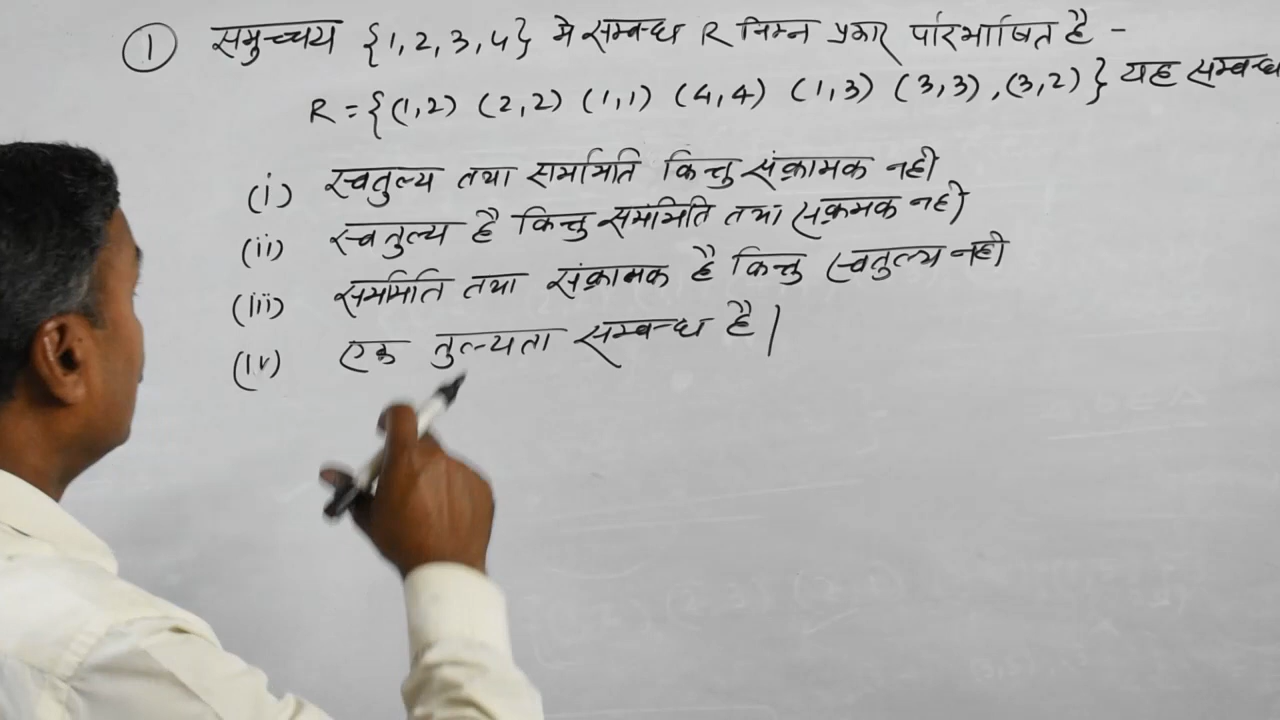 ① समुच्चय {1,2,3,4} मे सम्बन्ध R निम्न प्रकार परिभाषित है -
R = {(1,2) (2,2) (1,1) (4,4) (1,3) (3,3), (3,2)} यह सम्बन्ध
(i) स्वतुल्य तथा सममिति किन्तु संक्रामक नही
(ii) स्वतुल्य है किन्तु सममिति तथा संक्रमक नही
(iii) सममिति तथा संक्रामक है किन्तु स्वतुल्य नही
(iv) एक तुल्यता सम्बन्ध है|